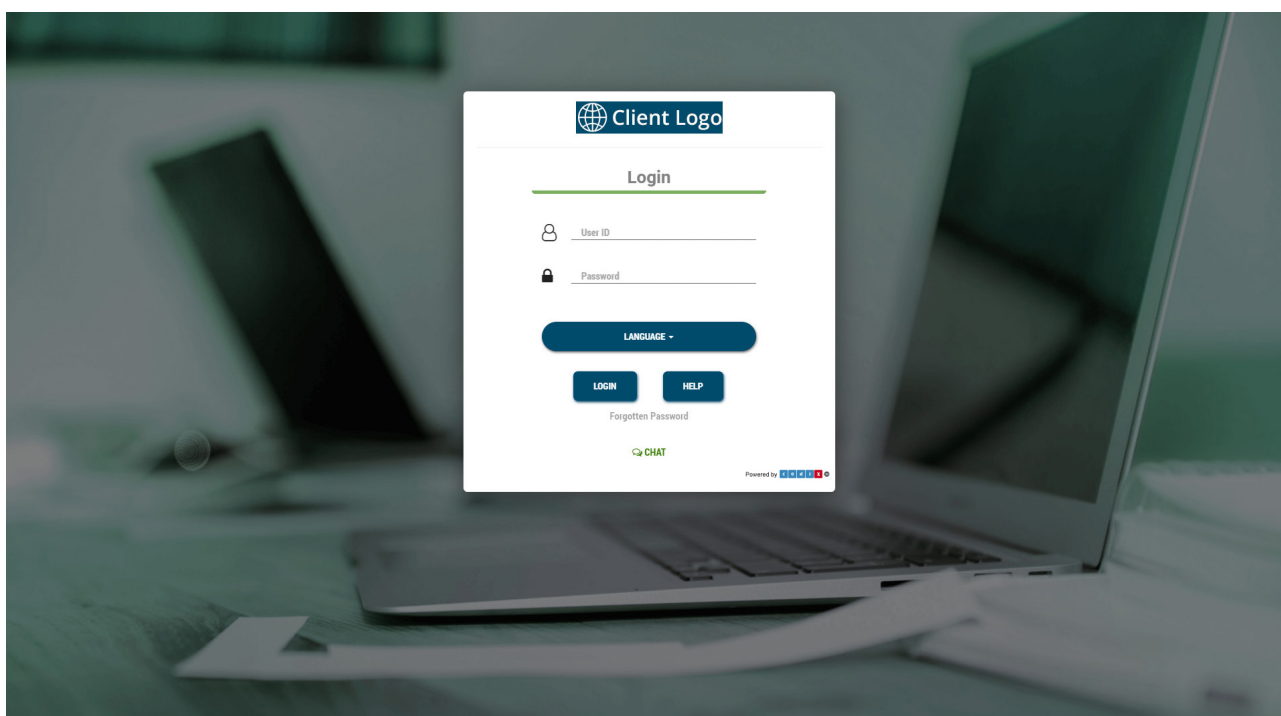 Client Logo
Login
User ID
Password
LANGUAGE
LOGIN HELP
Forgotten Password
CHAT
Powered by